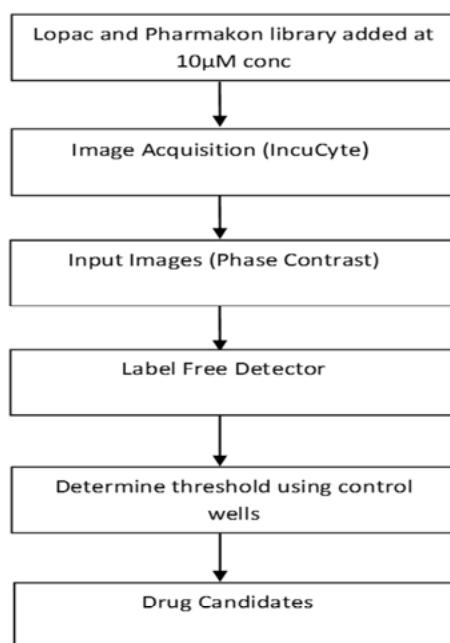 Lopac and Pharmakon library added at
10µM conc
Image Acquisition (IncuCyte)
Input Images (Phase Contrast)
Label Free Detector
Determine threshold using control
wells
Drug Candidates